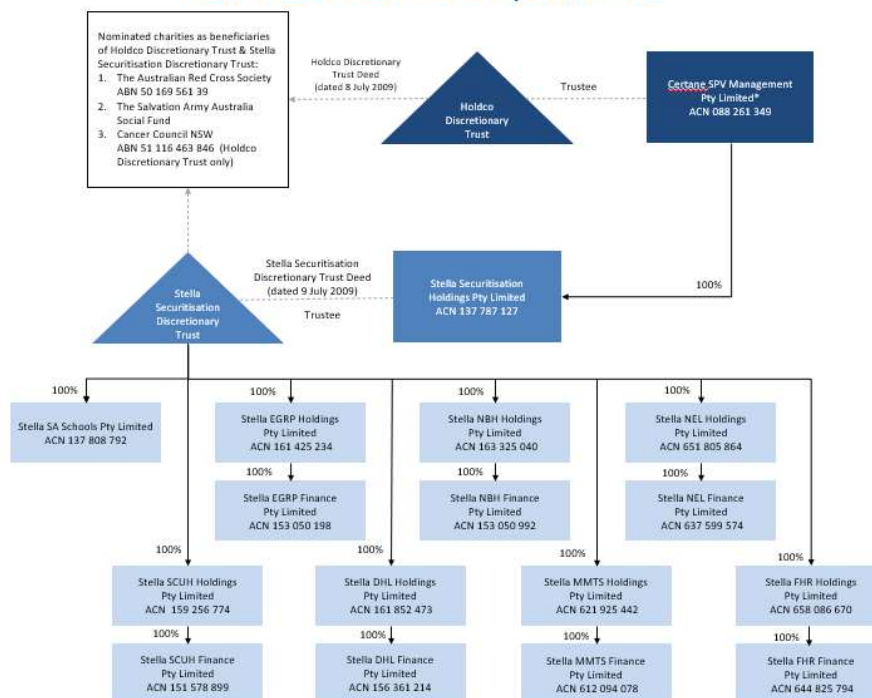 Nominated charities as beneficiaries
of Holdco Discretionary Trust & Stella
Securitisation Discretionary Trust:
1. The Australian Red Cross Society
ABN 50 169 561 39
2. The Salvation Army Australia
Social Fund
3. Cancer Council NSW
ABN 51 116 463 846 (Holdco
Discretionary Trust only)
Holdco Discretionary
Trust Deed
(dated 8 July 2009)
Holdco
Discretionary
Trust
Trustee
Certane SPV Management
Pty Limited*
ACN 088 261 349
100%
Stella
Securitisation
Discretionary
Trust
Stella Securitisation
Discretionary Trust Deed
(dated 9 July 2009)
Trustee
Stella Securitisation
Holdings Pty Limited
ACN 137 787 127
100%
Stella SA Schools Pty Limited
ACN 137 808 792
100%
Stella EGRP Holdings
Pty Limited
ACN 161 425 234
100%
Stella EGRP Finance
Pty Limited
ACN 153 050 198
100%
Stella NBH Holdings
Pty Limited
ACN 163 325 040
100%
Stella NBH Finance
Pty Limited
ACN 153 050 992
100%
Stella NEL Holdings
Pty Limited
ACN 651 805 864
100%
Stella NEL Finance
Pty Limited
ACN 637 599 574
100%
Stella SCUH Holdings
Pty Limited
ACN 159 256 774
100%
Stella SCUH Finance
Pty Limited
ACN 151 578 899
100%
Stella DHL Holdings
Pty Limited
ACN 161 852 473
100%
Stella DHL Finance
Pty Limited
ACN 156 361 214
100%
Stella MMTS Holdings
Pty Limited
ACN 621 925 442
100%
Stella MMTS Finance
Pty Limited
ACN 612 094 078
100%
Stella FHR Holdings
Pty Limited
ACN 658 086 670
100%
Stella FHR Finance
Pty Limited
ACN 644 825 794